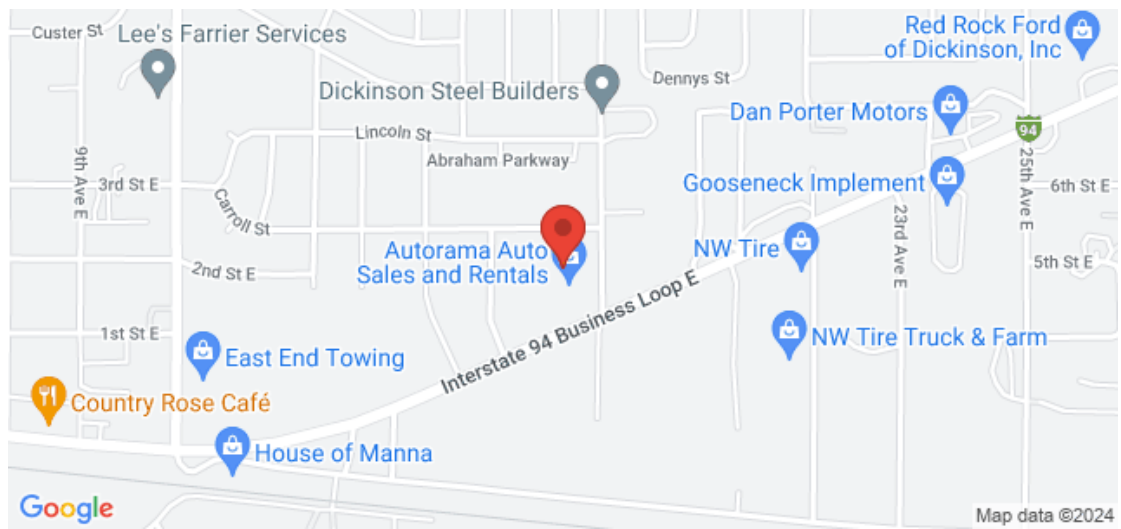 Custer St
Lee's Farrier Services
Red Rock Ford
of Dickinson, Inc
Dennys St
Dickinson Steel Builders
Dan Porter Motors
94
Lincoln St
Abraham Parkway
9th Ave E
3rd St E
25th Ave E
6th St E
Gooseneck Implement
Carroll St
23rd Ave E
Autorama Auto
Sales and Rentals
NW Tire
2nd St E
5th St E
Interstate 94 Business Loop E
1st St E
East End Towing
NW Tire Truck & Farm
Country Rose Café
House of Manna
Google
Map data ©2024